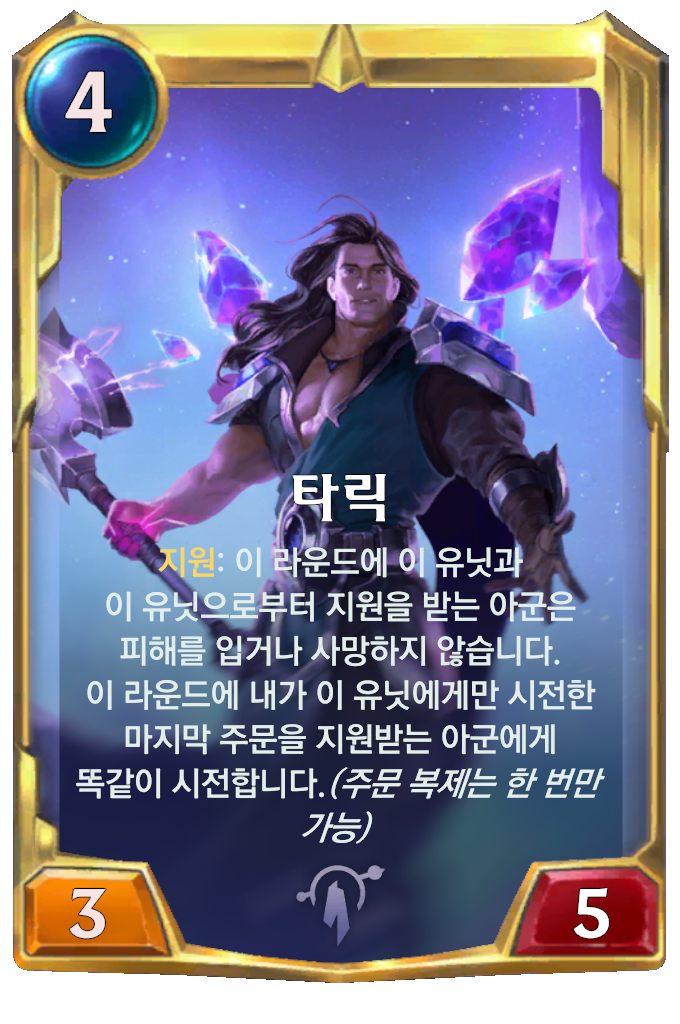 4
타릭
지원: 이 라운드에 이 유닛과
이 유닛으로부터 지원을 받는 아군은
피해를 입거나 사망하지 않습니다.
이 라운드에 내가 이 유닛에게만 시전한
마지막 주문을 지원받는 아군에게
똑같이 시전합니다.(주문 복제는 한 번만
가능)
3
5